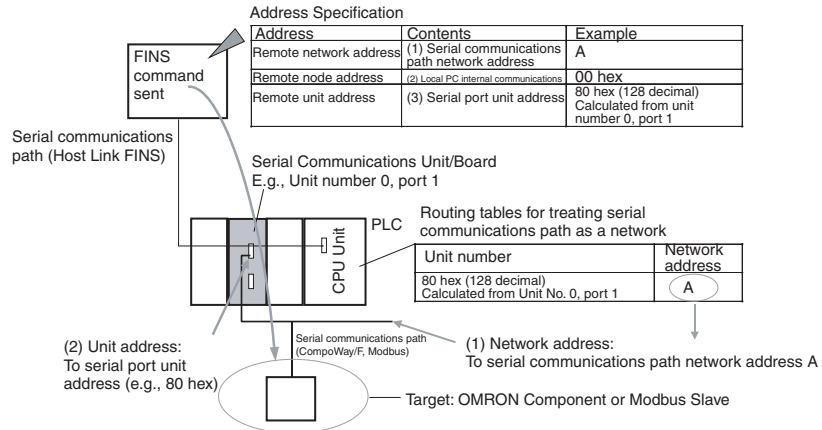 Address Specification
Address Contents Example
Remote network address (1) Serial communications path network address A
Remote node address (2) Local PC internal communications 00 hex
Remote unit address (3) Serial port unit address 80 hex (128 decimal)
Calculated from unit number 0, port 1
FINS
command
sent
Serial communications
path (Host Link FINS)
Serial Communications Unit/Board
E.g., Unit number 0, port 1
PLC
CPU Unit
Routing tables for treating serial
communications path as a network
Unit number Network address
80 hex (128 decimal)
Calculated from Unit No. 0, port 1 A
(2) Unit address:
To serial port unit
address (e.g., 80 hex)
Serial communications path
(CompoWay/F, Modbus)
(1) Network address:
To serial communications path network address A
Target: OMRON Component or Modbus Slave